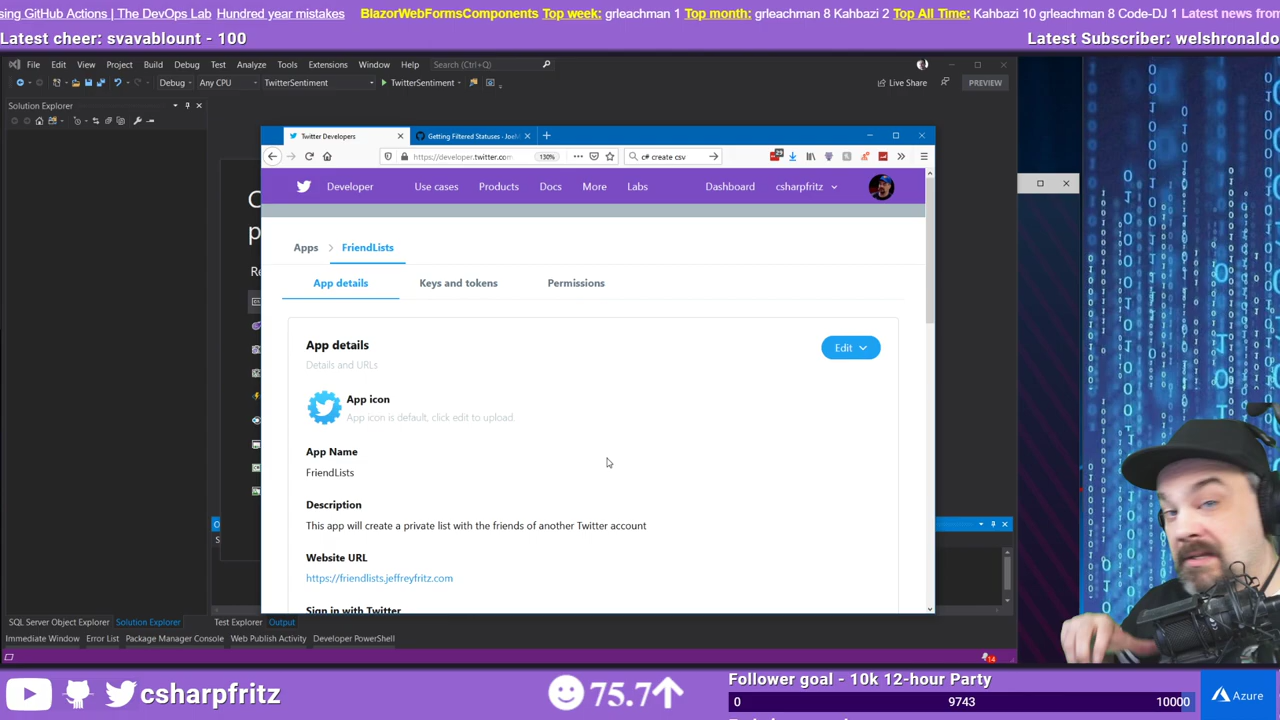 sing GitHub Actions | The DevOps Lab Hundred year mistakes BlazorWebFormsComponents Top week: grleachman 1 Top month: grleachman 8 Kahbazi 2 Top All Time: Kahbazi 10 grleachman 8 Code-DJ 1 Latest news from
Latest cheer: svavablount - 100 Latest Subscriber: welshronaldo
File Edit View Project Build Debug Test Analyze Tools Extensions Window Help Search (Ctrl+Q)
Debug Any CPU TwitterSentiment TwitterSentiment Live Share PREVIEW
Solution Explorer
Twitter Developers Getting Filtered Statuses - JoeM
https://developer.twitter.com 130% c# create csv
Developer Use cases Products Docs More Labs Dashboard csharpfritz
Apps FriendLists
App details Keys and tokens Permissions
App details Edit
Details and URLs
App icon
App icon is default, click edit to upload.
App Name
FriendLists
Description
This app will create a private list with the friends of another Twitter account
Website URL
https://friendlists.jeffreyfritz.com
Sign in with Twitter
SQL Server Object Explorer Solution Explorer Test Explorer Output
Immediate Window Error List Package Manager Console Web Publish Activity Developer PowerShell
14
csharpfritz 75.7 Follower goal - 10k 12-hour Party
0 9743 10000 Azure